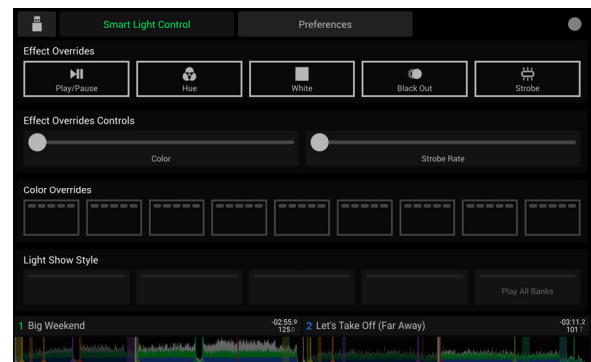 Smart Light Control
Preferences
Effect Overrides
Play/Pause
Hue
White
Black Out
Strobe
Effect Overrides Controls
Color
Strobe Rate
Color Overrides
Light Show Style
Play All Banks
1 Big Weekend
-02:55.9
125.0
2 Let's Take Off (Far Away)
-03:11.2
101.7